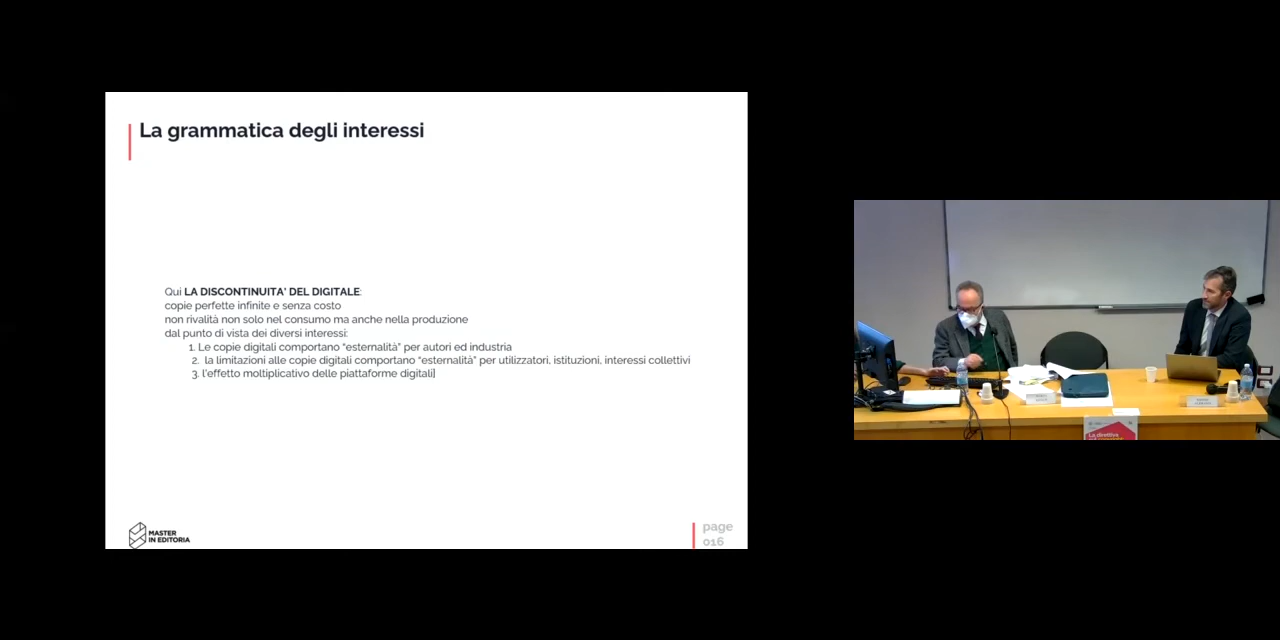 La grammatica degli interessi
Qui LA DISCONTINUITA' DEL DIGITALE:
copie perfette infinite e senza costo
non rivalità non solo nel consumo ma anche nella produzione
dal punto di vista dei diversi interessi:
1. Le copie digitali comportano "esternalità" per autori ed industria
2. la limitazioni alle copie digitali comportano "esternalità" per utilizzatori, istituzioni, interessi collettivi
3. l'effetto moltiplicativo delle piattaforme digitali]
MASTER
IN EDITORIA
page
016
La direttiva